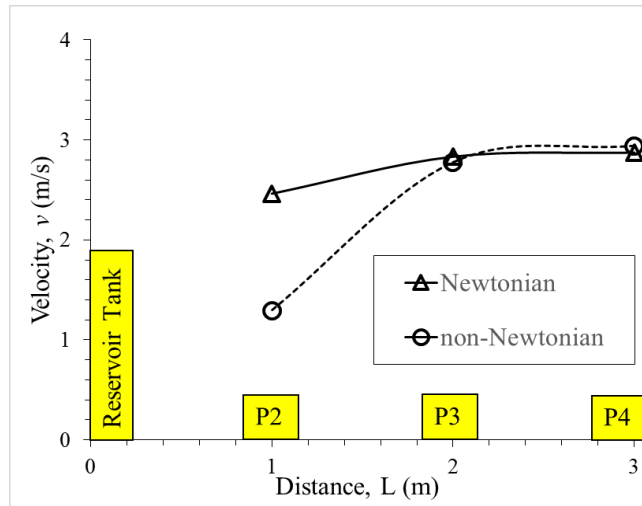 4
3
2
1
0
Velocity, v (m/s)
Reservoir Tank
Newtonian
non-Newtonian
P2
P3
P4
0
1
2
3
Distance, L (m)